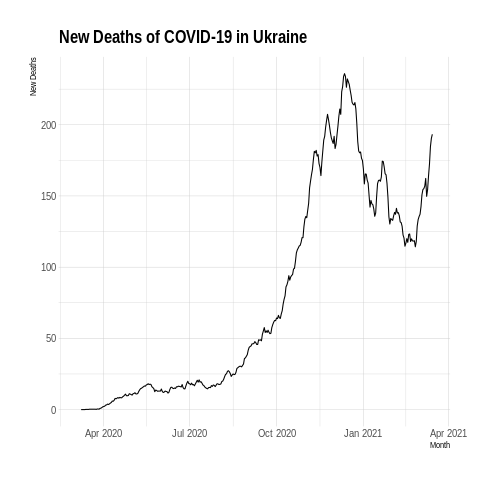 New Deaths of COVID-19 in Ukraine
New Deaths
200
150
100
50
0
Apr 2020 Jul 2020 Oct 2020 Jan 2021 Apr 2021
Month